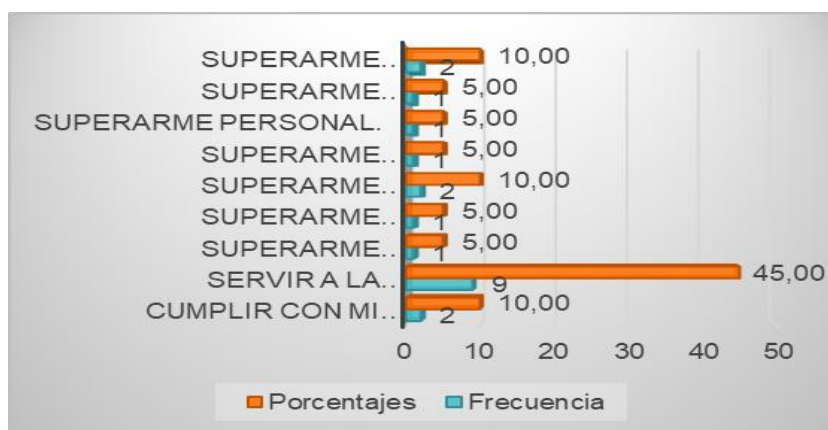 SUPERARME.. 10,00
2
SUPERARME.. 5,00
1
SUPERARME PERSONAL. 5,00
1
SUPERARME.. 5,00
1
SUPERARME.. 10,00
2
SUPERARME.. 5,00
1
SUPERARME.. 5,00
1
SERVIR A LA.. 45,00
9
CUMPLIR CON MI.. 10,00
2
0 10 20 30 40 50
Porcentajes Frecuencia